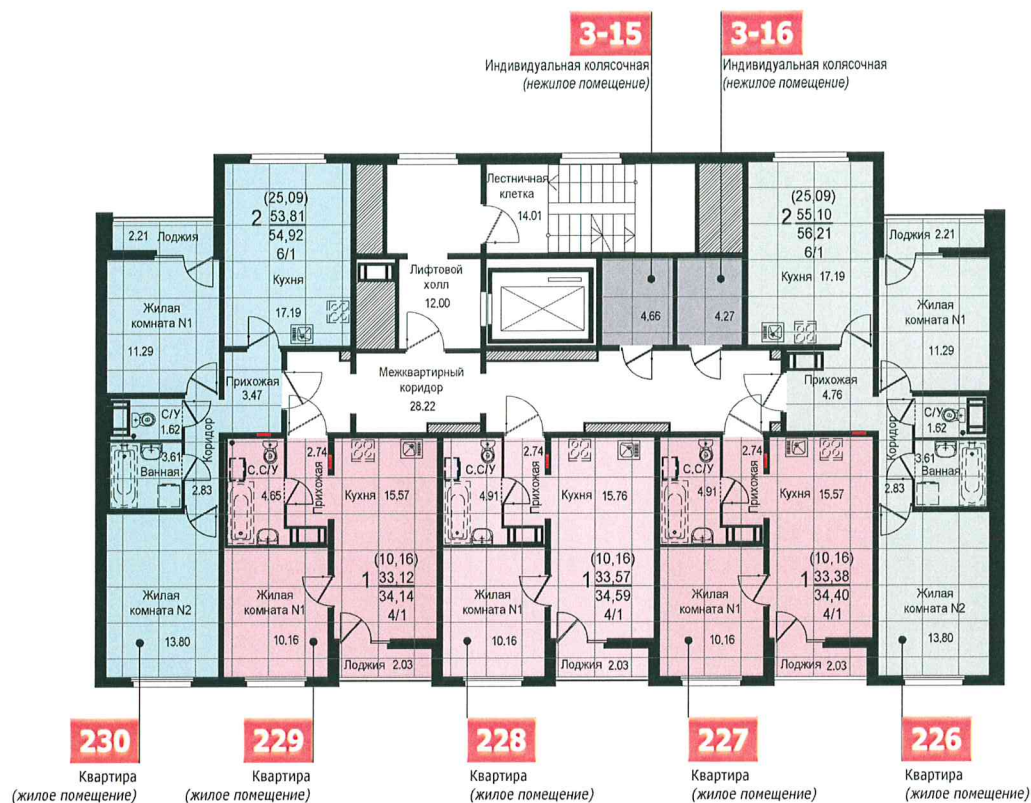 3-15
Индивидуальная колясочная
(нежилое помещение)
3-16
Индивидуальная колясочная
(нежилое помещение)
(25,09)
2 53,81
54,92
6/1
Кухня
17.19
2.21 Лоджия
Жилая
комната N1
11.29
Прихожая
3.47
С/У
1.62
Коридор
3.61
Ванная
2.83
Жилая
комната N2
13.80
Лестничная
клетка
14.01
Лифтовой
холл
12.00
Межквартирный
коридор
28.22
4.66
4.27
(25,09)
2 55,10
56,21
6/1
Кухня 17.19
Лоджия 2.21
Жилая
комната N1
11.29
Прихожая
4.76
С/У
1.62
Коридор
3.61
Ванная
2.83
Жилая
комната N2
13.80
С.С/У
4.65
2.74
Прихожая
Кухня 15.57
(10,16)
1 33,12
34,14
4/1
Жилая
комната N1
10.16
Лоджия 2.03
С.С/У
4.91
2.74
Прихожая
Кухня 15.76
(10,16)
1 33,57
34,59
4/1
Жилая
комната N1
10.16
Лоджия 2.03
С.С/У
4.91
2.74
Прихожая
Кухня 15.57
(10,16)
1 33,38
34,40
4/1
Жилая
комната N1
10.16
Лоджия 2.03
230
Квартира
(жилое помещение)
229
Квартира
(жилое помещение)
228
Квартира
(жилое помещение)
227
Квартира
(жилое помещение)
226
Квартира
(жилое помещение)